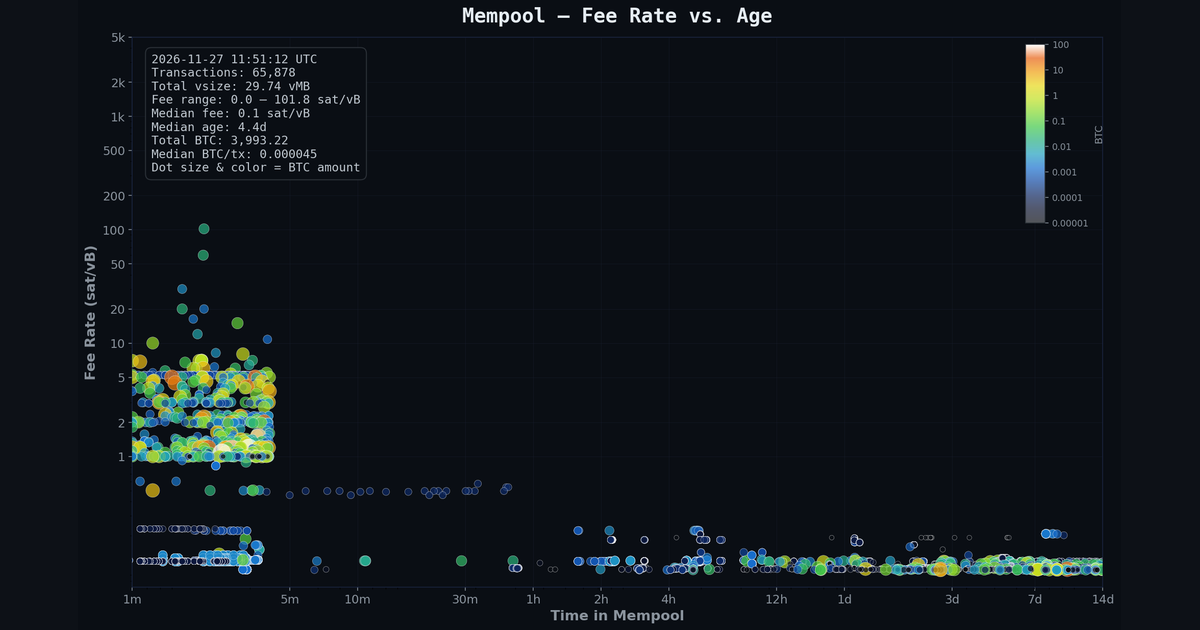 Mempool — Fee Rate vs. Age
5k
2k
1k
500
200
100
50
20
10
5
2
1
Fee Rate (sat/vB)
2026-11-27 11:51:12 UTC
Transactions: 65,878
Total vsize: 29.74 vMB
Fee range: 0.0 – 101.8 sat/vB
Median fee: 0.1 sat/vB
Median age: 4.4d
Total BTC: 3,993.22
Median BTC/tx: 0.000045
Dot size & color = BTC amount
100
10
1
0.1
0.01
0.001
0.0001
0.00001
BTC
1m 5m 10m 30m 1h 2h 4h 12h 1d 3d 7d 14d
Time in Mempool